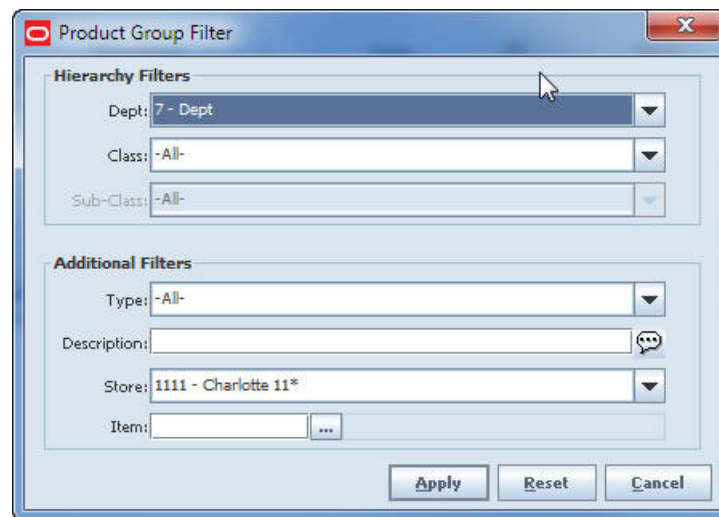 Product Group Filter
Hierarchy Filters
Dept: 7 - Dept
Class: -All-
Sub-Class: -All-
Additional Filters
Type: -All-
Description:
Store: 1111 - Charlotte 11*
Item: ...
Apply Reset Cancel